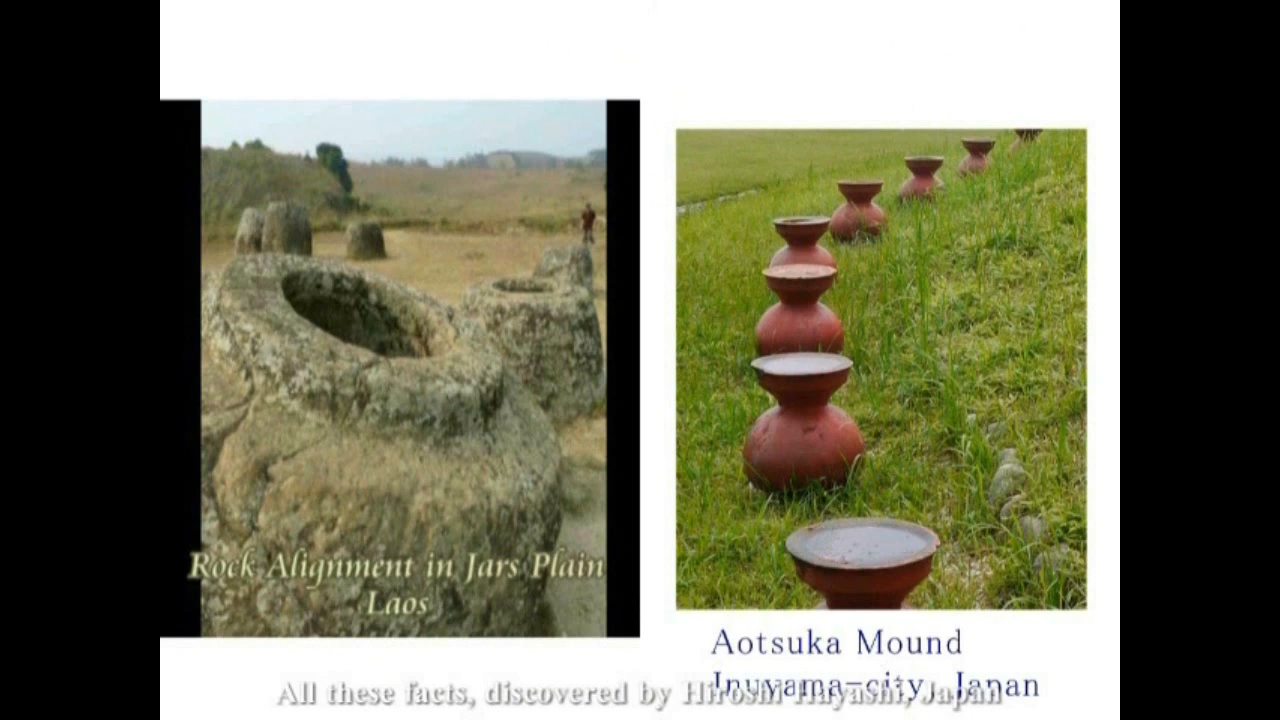 Rock Alignment in Jars Plain
Laos
Aotsuka Mound
Inuyama-city, Japan
All these facts, discovered by Hiroshi Hayashi, Japan